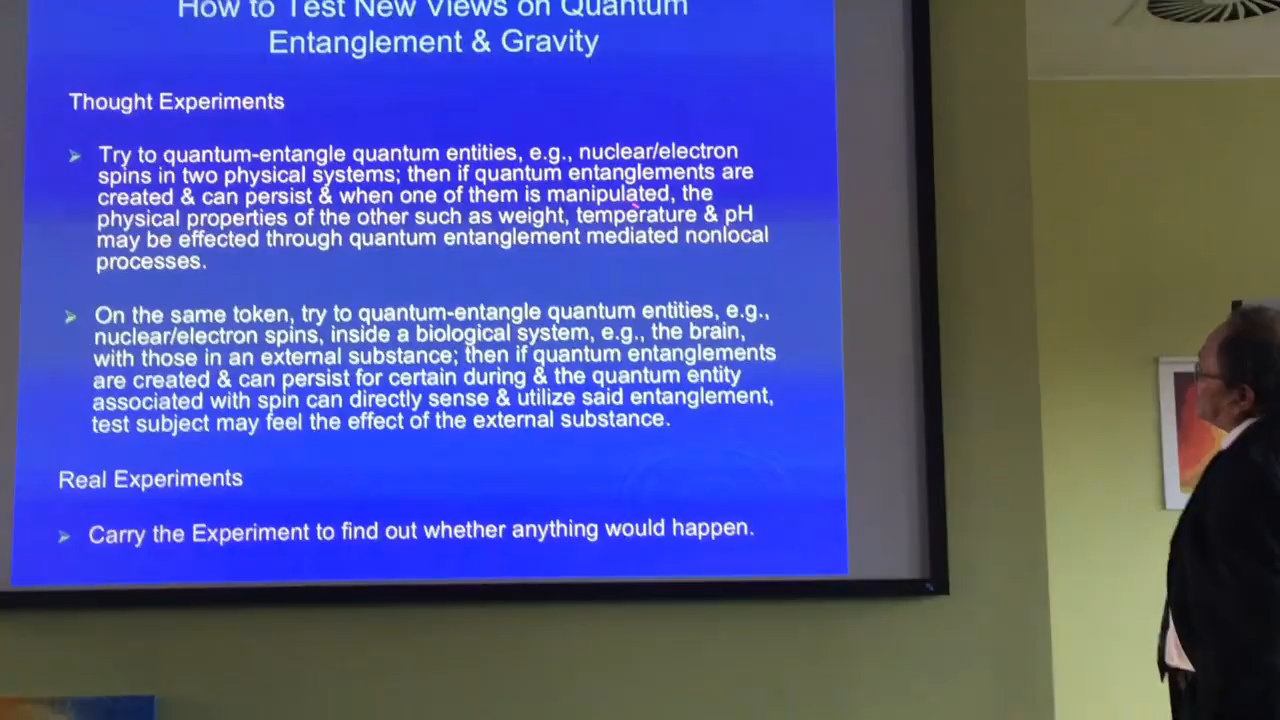 How to Test New Views on Quantum
Entanglement & Gravity
Thought Experiments
Try to quantum-entangle quantum entities, e.g., nuclear/electron
spins in two physical systems; then if quantum entanglements are
created & can persist & when one of them is manipulated, the
physical properties of the other such as weight, temperature & pH
may be effected through quantum entanglement mediated nonlocal
processes.
On the same token, try to quantum-entangle quantum entities, e.g.,
nuclear/electron spins, inside a biological system, e.g., the brain,
with those in an external substance; then if quantum entanglements
are created & can persist for certain during & the quantum entity
associated with spin can directly sense & utilize said entanglement,
test subject may feel the effect of the external substance.
Real Experiments
Carry the Experiment to find out whether anything would happen.